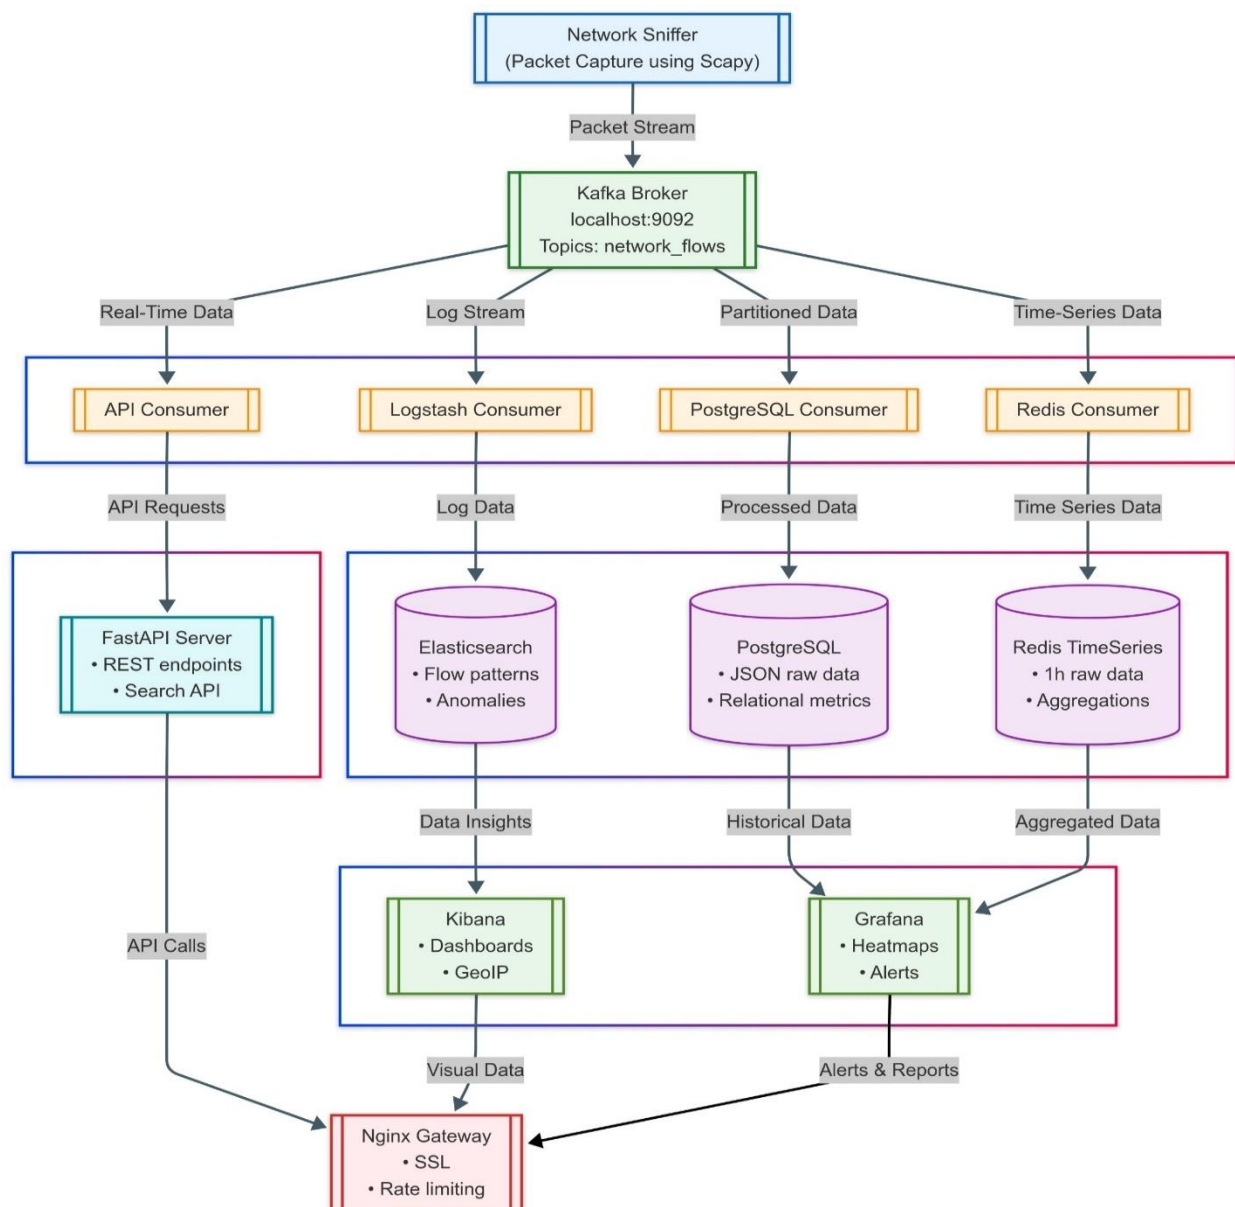 Network Sniffer
(Packet Capture using Scapy)
Packet Stream
Kafka Broker
localhost:9092
Topics: network_flows
Real-Time Data
Log Stream
Partitioned Data
Time-Series Data
API Consumer
Logstash Consumer
PostgreSQL Consumer
Redis Consumer
API Requests
Log Data
Processed Data
Time Series Data
FastAPI Server
• REST endpoints
• Search API
Elasticsearch
• Flow patterns
• Anomalies
PostgreSQL
• JSON raw data
• Relational metrics
Redis TimeSeries
• 1h raw data
• Aggregations
Data Insights
Historical Data
Aggregated Data
Kibana
• Dashboards
• GeoIP
Grafana
• Heatmaps
• Alerts
API Calls
Visual Data
Alerts & Reports
Nginx Gateway
• SSL
• Rate limiting